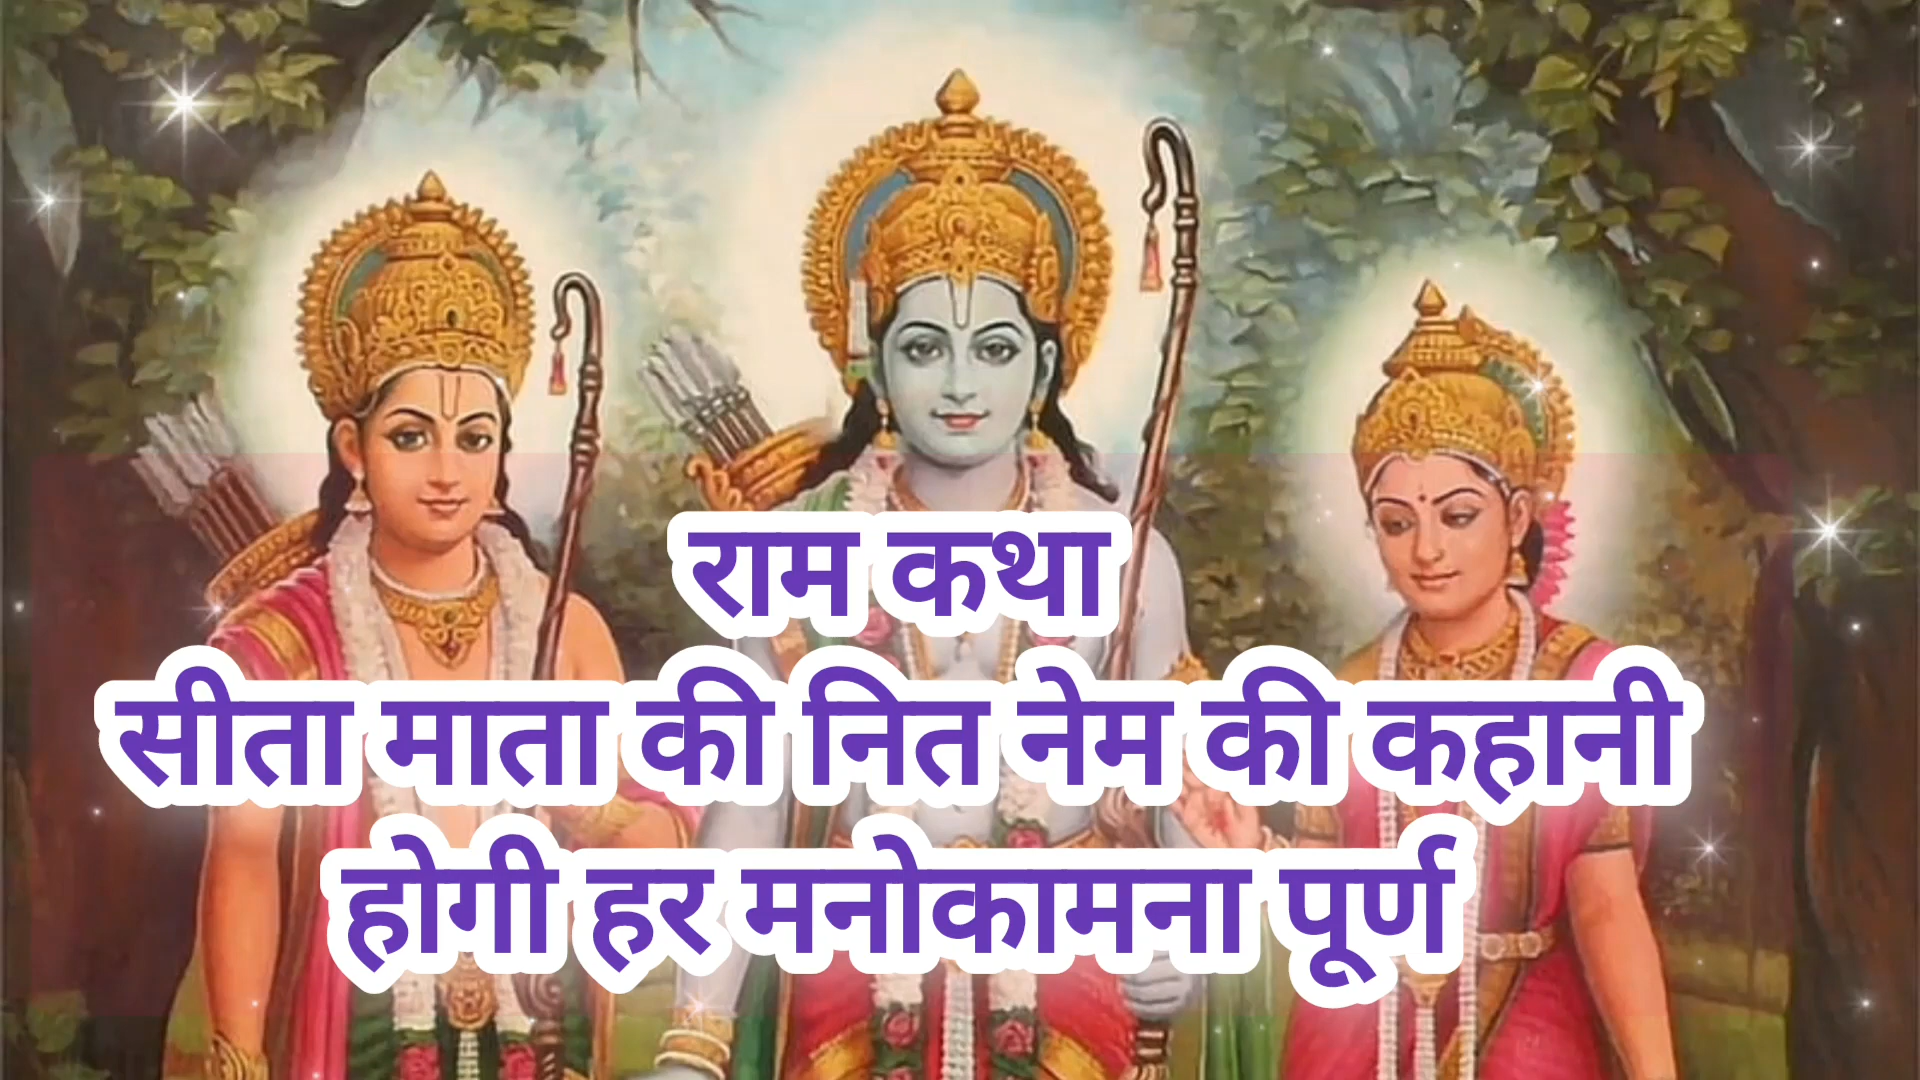 राम कथा
सीता माता की नित नेम की कहानी
होगी हर मनोकामना पूर्ण